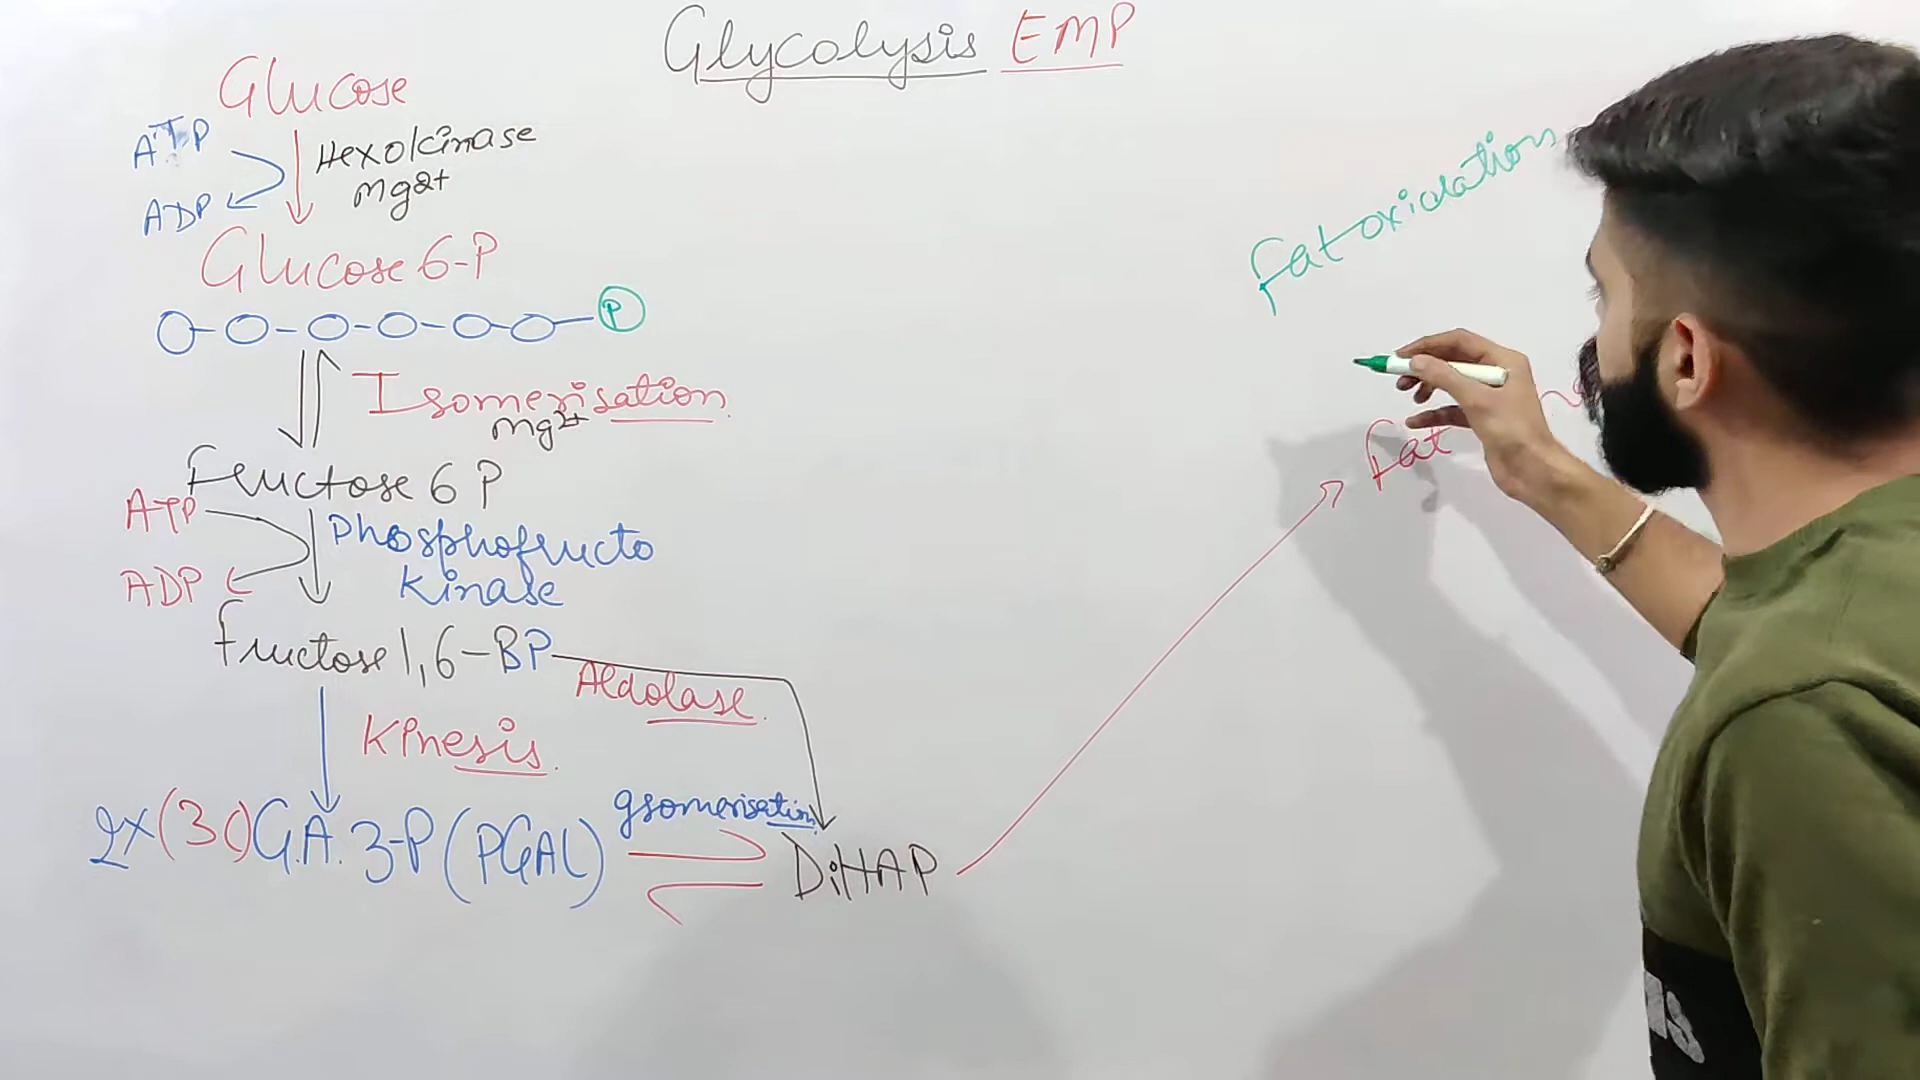 Glycolysis EMP
Glucose
ATP
Hexokinase
Mg2+
ADP
Glucose 6-P
P
Isomerisation
Mg2+
Fructose 6 P
ATP
Phosphofructo
Kinase
ADP
Fructose 1,6-BP
Aldolase
Kinesis
Isomerisation
2x(3C)G.A. 3-P(PGAL)
DiHAP
Fat oxidation
Fat